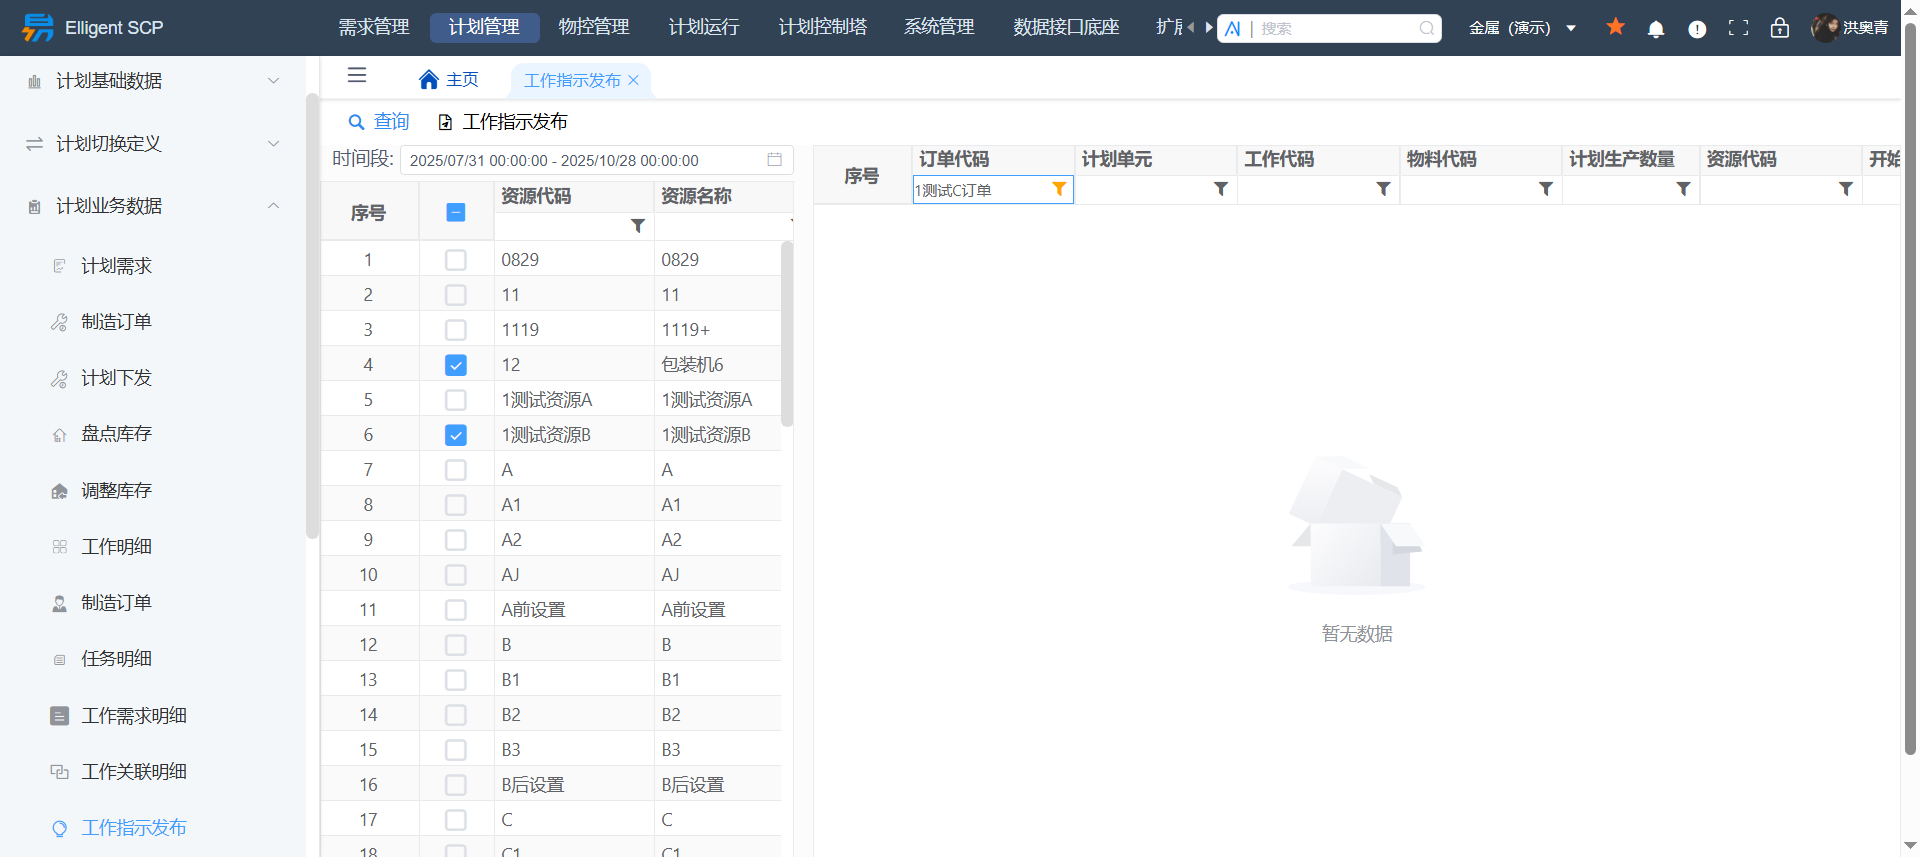 Elligent SCP
需求管理
计划管理
物控管理
计划运行
计划控制塔
系统管理
数据接口底座
搜索
金属（演示）
洪奥青
计划基础数据
计划切换定义
计划业务数据
计划需求
制造订单
计划下发
盘点库存
调整库存
工作明细
制造订单
任务明细
工作需求明细
工作关联明细
工作指示发布
主页
工作指示发布
查询
工作指示发布
时间段:
2025/07/31 00:00:00 - 2025/10/28 00:00:00
序号 资源代码 资源名称
1 0829 0829
2 11 11
3 1119 1119+
4 12 包装机6
5 1测试资源A 1测试资源A
6 1测试资源B 1测试资源B
7 A A
8 A1 A1
9 A2 A2
10 AJ AJ
11 A前设置 A前设置
12 B B
13 B1 B1
14 B2 B2
15 B3 B3
16 B后设置 B后设置
17 C C
18 C1 C1
序号 订单代码 计划单元 工作代码 物料代码 计划生产数量 资源代码 开始
1测试C订单
暂无数据